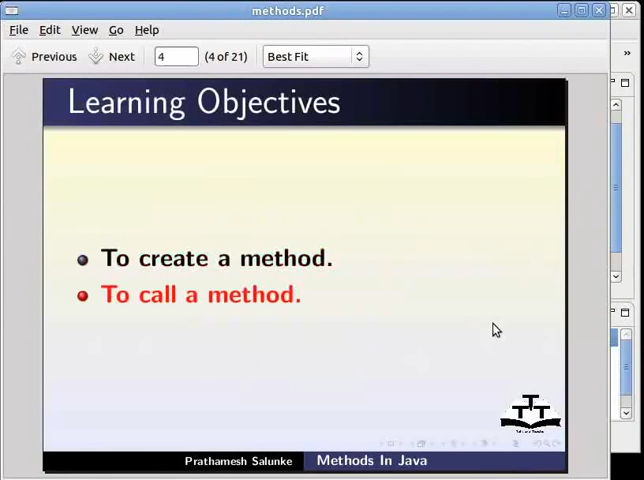 methods.pdf
File Edit View Go Help
Previous Next 4 (4 of 21) Best Fit
Learning Objectives
To create a method.
To call a method.
TTT
Prathamesh Salunke Methods In Java